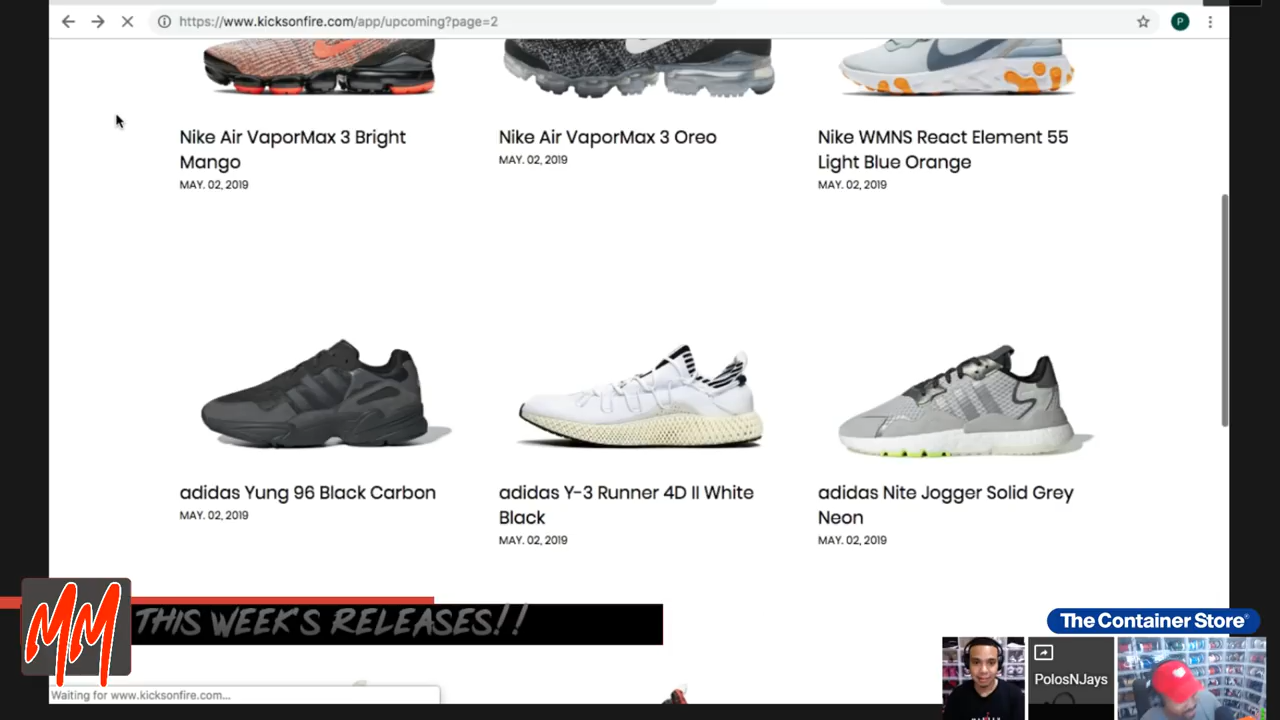 https://www.kicksonfire.com/app/upcoming?page=2
P
Nike Air VaporMax 3 Bright
Mango
MAY. 02, 2019
Nike Air VaporMax 3 Oreo
MAY. 02, 2019
Nike WMNS React Element 55
Light Blue Orange
MAY. 02, 2019
adidas Yung 96 Black Carbon
MAY. 02, 2019
adidas Y-3 Runner 4D II White
Black
MAY. 02, 2019
adidas Nite Jogger Solid Grey
Neon
MAY. 02, 2019
MM
THIS WEEK'S RELEASES!!
The Container Store
PolosNJays
Waiting for www.kicksonfire.com...